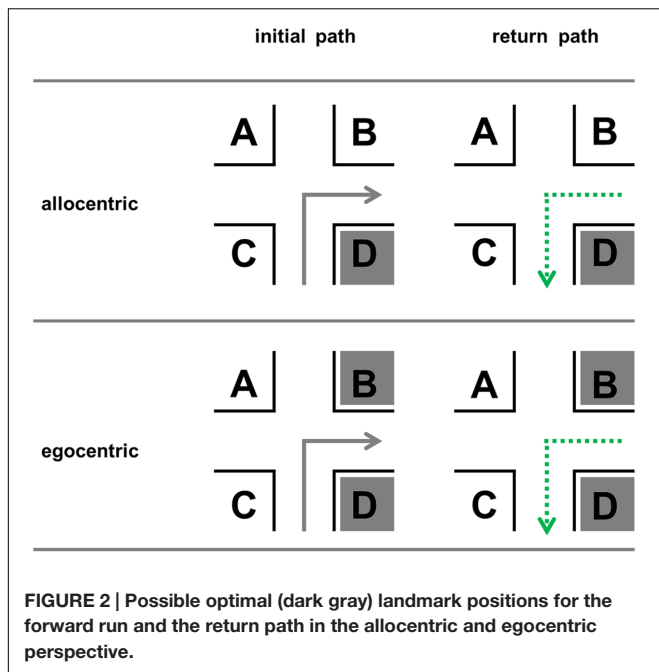 initial path return path
A B A B
allocentric
C D C D
A B A B
egocentric
C D C D
FIGURE 2 | Possible optimal (dark gray) landmark positions for the
forward run and the return path in the allocentric and egocentric
perspective.